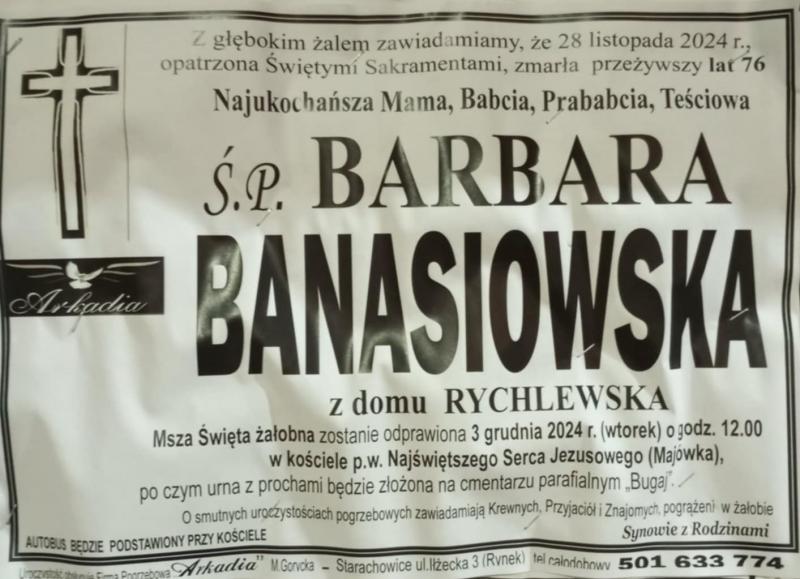 Z głębokim żalem zawiadamiamy, że 28 listopada 2024 r.,
opatrzona Świętymi Sakramentami, zmarła przeżywszy lat 76
Najukochańsza Mama, Babcia, Prababcia, Teściowa
Ś.P. BARBARA
BANASIOWSKA
Arkadia
z domu RYCHLEWSKA
Msza Święta żałobna zostanie odprawiona 3 grudnia 2024 r. (wtorek) o godz. 12.00
w kościele p.w. Najświętszego Serca Jezusowego (Majówka),
po czym urna z prochami będzie złożona na cmentarzu parafialnym „Bugaj".
O smutnych uroczystościach pogrzebowych zawiadamiają Krewnych, Przyjaciół i Znajomych, pogrążeni w żałobie
Synowie z Rodzinami
AUTOBUS BĘDZIE PODSTAWIONY PRZY KOŚCIELE
Uroczystość obsługuje Firma Pogrzebowa "Arkadia" M.Gorycka – Starachowice ul.Iłżecka 3 (Rynek) tel całodobowy 501 633 774